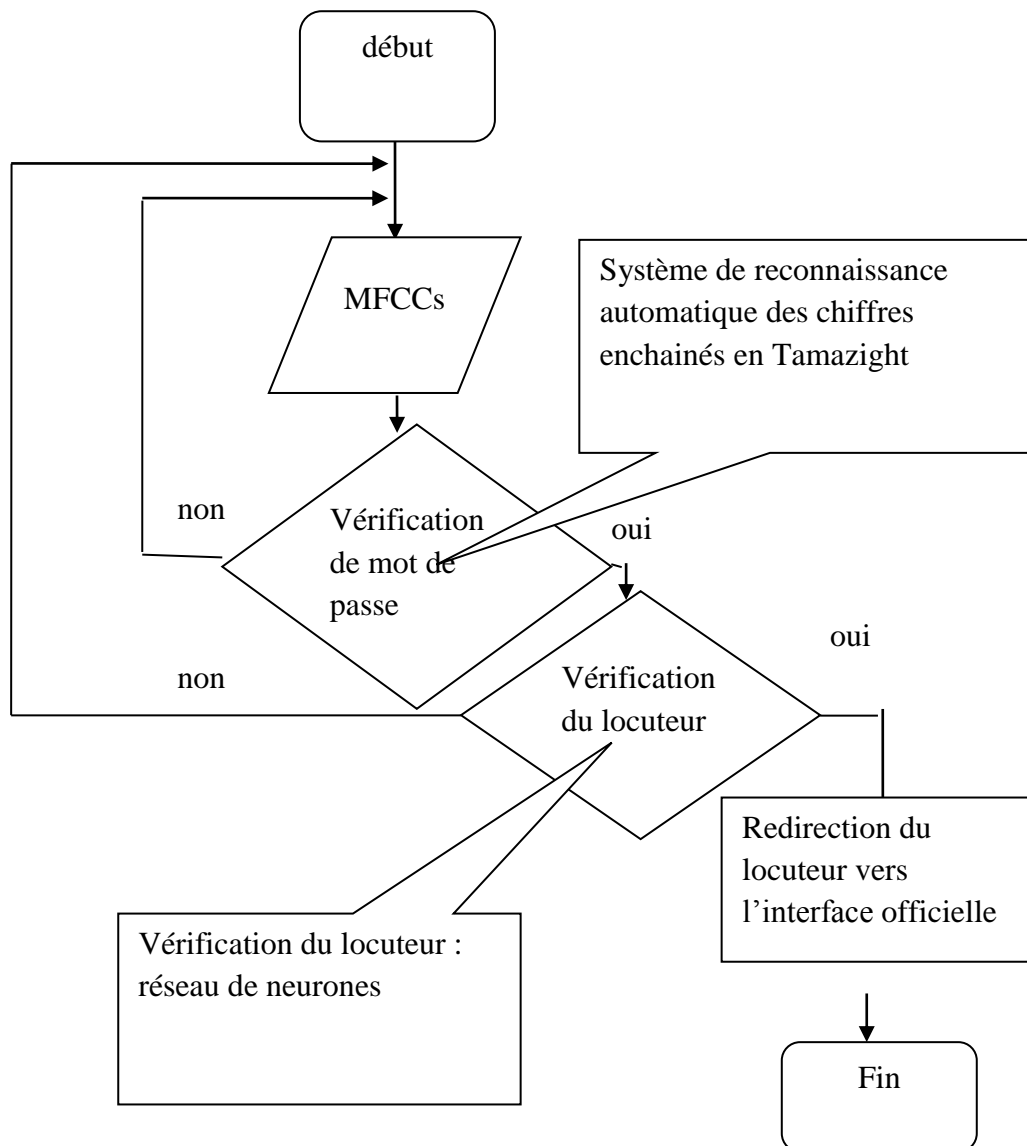 début
MFCCs
Système de reconnaissance
automatique des chiffres
enchainés en Tamazight
non
Vérification
de mot de
passe
oui
oui
non
Vérification
du locuteur
Redirection du
locuteur vers
l’interface officielle
Vérification du locuteur :
réseau de neurones
Fin